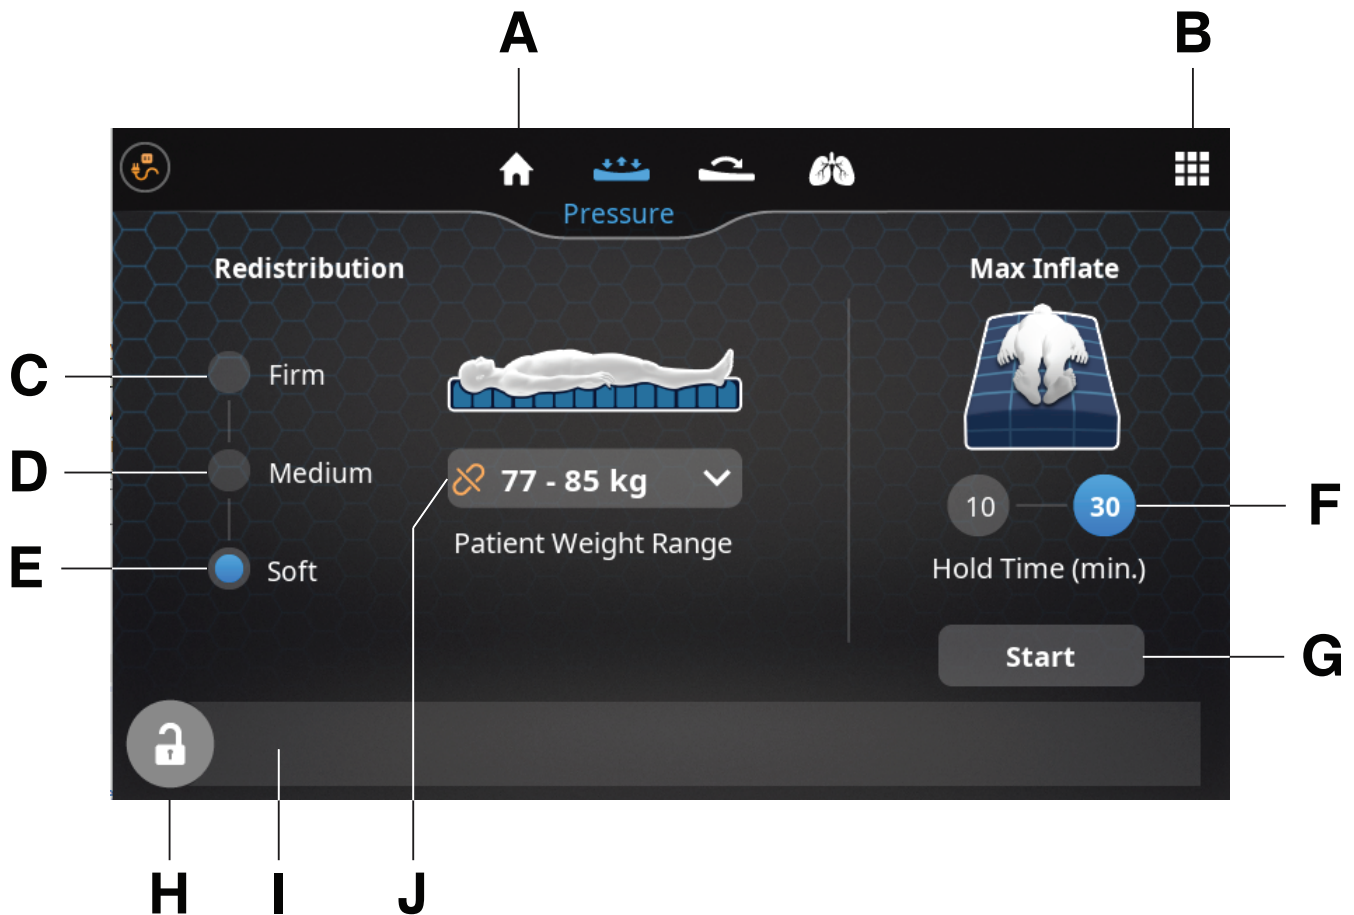 A
B
Pressure
Redistribution
Max Inflate
C
Firm
D
Medium
77 - 85 kg
10
30
F
Patient Weight Range
E
Soft
Hold Time (min.)
Start
G
H
I
J